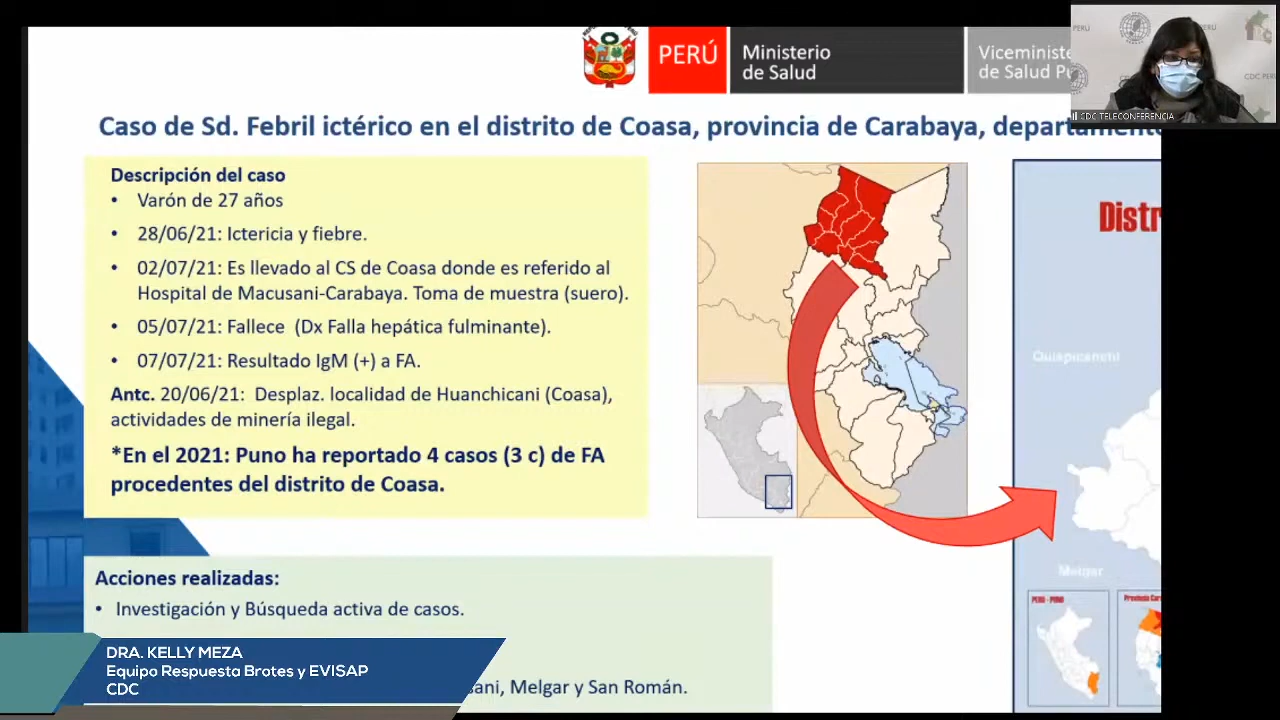 PERÚ
Ministerio
de Salud
Viceministe
de Salud Pú
CDC TELECONFERENCIA
Caso de Sd. Febril ictérico en el distrito de Coasa, provincia de Carabaya, departamento
Descripción del caso
• Varón de 27 años
• 28/06/21: Ictericia y fiebre.
• 02/07/21: Es llevado al CS de Coasa donde es referido al
Hospital de Macusani-Carabaya. Toma de muestra (suero).
• 05/07/21: Fallece (Dx Falla hepática fulminante).
• 07/07/21: Resultado IgM (+) a FA.
Antc. 20/06/21: Desplaz. localidad de Huanchicani (Coasa),
actividades de minería ilegal.
*En el 2021: Puno ha reportado 4 casos (3 c) de FA
procedentes del distrito de Coasa.
Distr
Quispicanchi
Melgar
PERÚ - PUNO
Provincia Car
Acciones realizadas:
• Investigación y Búsqueda activa de casos.
sani, Melgar y San Román.
DRA. KELLY MEZA
Equipo Respuesta Brotes y EVISAP
CDC